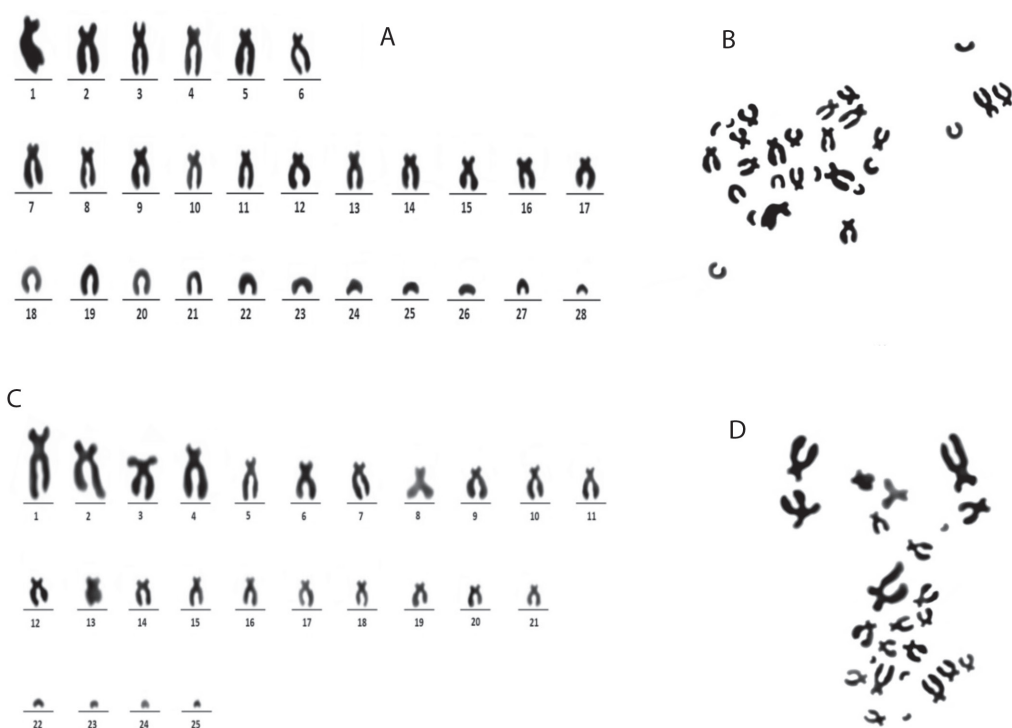 A
B
1 2 3 4 5 6
7 8 9 10 11 12 13 14 15 16 17
18 19 20 21 22 23 24 25 26 27 28
C
D
1 2 3 4 5 6 7 8 9 10 11
12 13 14 15 16 17 18 19 20 21
22 23 24 25